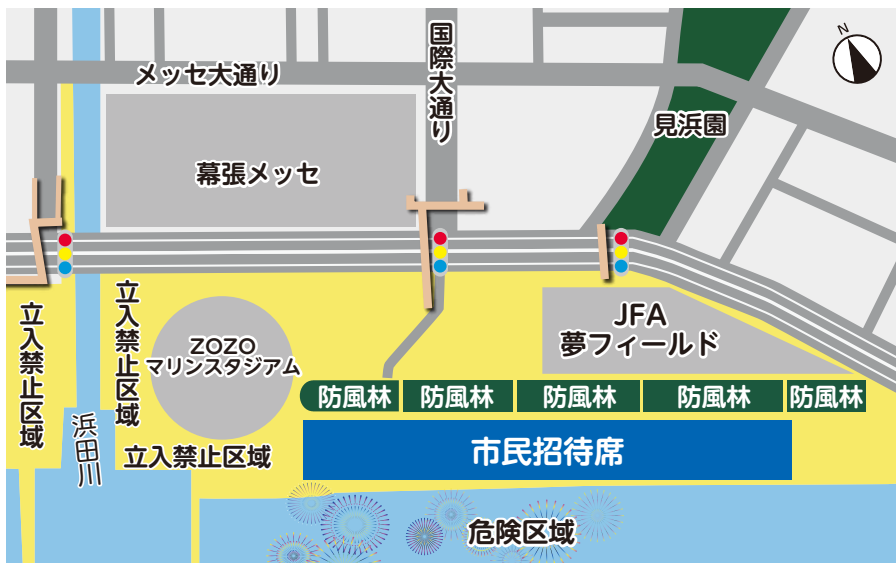 N
メッセ大通り
国際大通り
見浜園
幕張メッセ
立入禁止区域
立入禁止区域
ZOZO
マリンスタジアム
JFA
夢フィールド
防風林
防風林
防風林
防風林
防風林
浜田川
立入禁止区域
市民招待席
危険区域